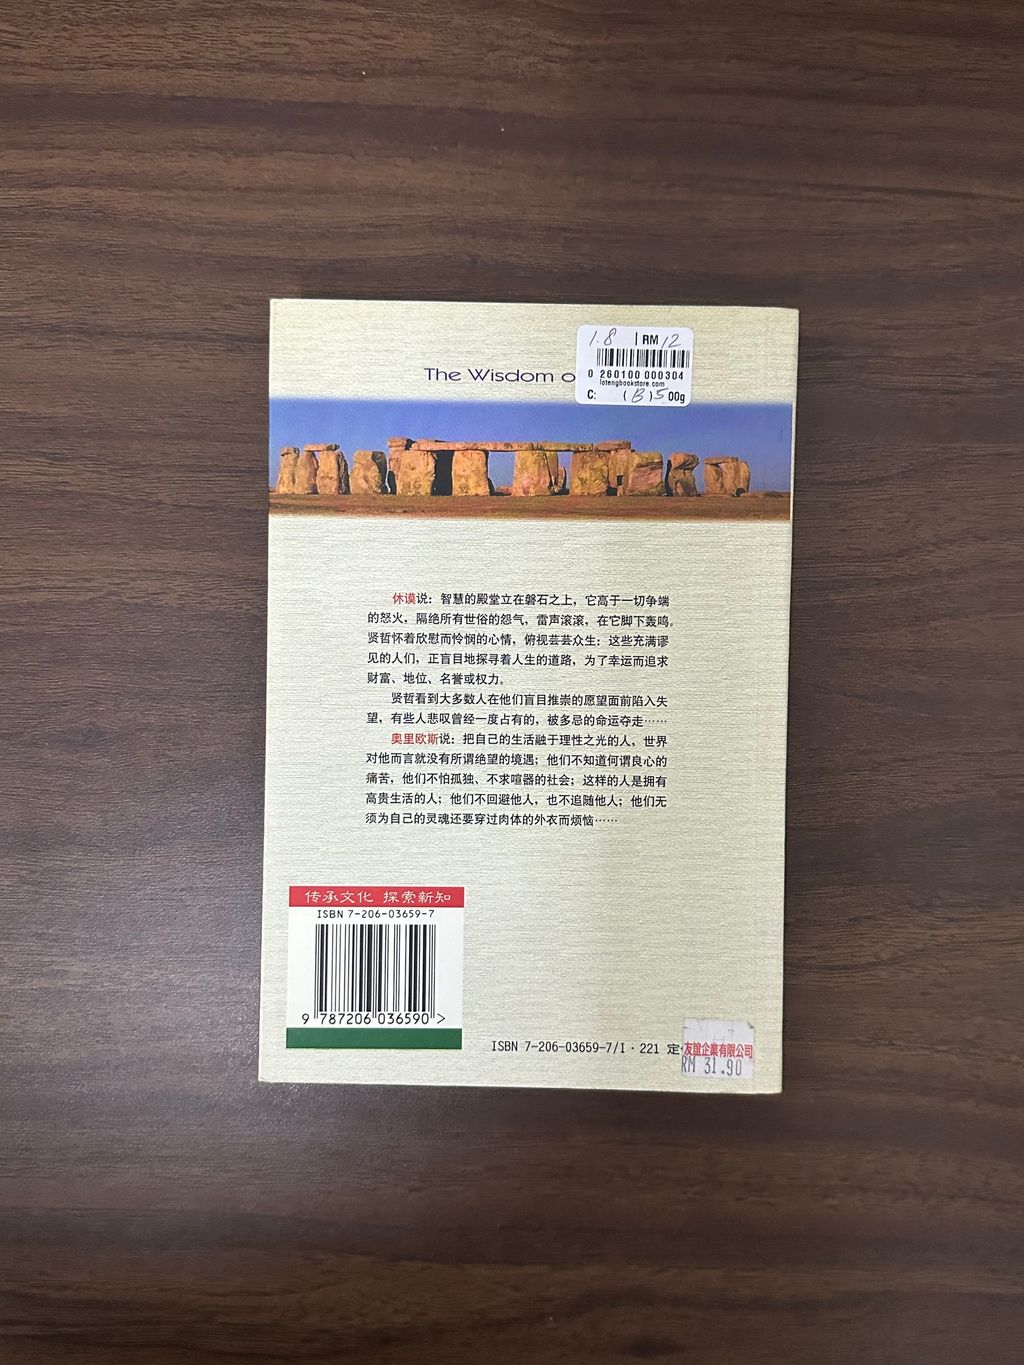 1.8 | RM 12
0 260100 000304
lotengbookstore.com
C: (B) 500g
The Wisdom o
休谟说：智慧的殿堂立在磐石之上，它高于一切争端
的怒火，隔绝所有世俗的怨气，雷声滚滚，在它脚下轰鸣。
贤哲怀着欣慰而怜悯的心情，俯视芸芸众生：这些充满谬
见的人们，正盲目地探寻着人生的道路，为了幸运而追求
财富、地位、名誉或权力。
贤哲看到大多数人在他们盲目推崇的愿望面前陷入失
望，有些人悲叹曾经一度占有的，被多忌的命运夺走……
奥里欧斯说：把自己的生活融于理性之光的人，世界
对他而言就没有所谓绝望的境遇；他们不知道何谓良心的
痛苦，他们不怕孤独、不求喧嚣的社会；这样的人是拥有
高贵生活的人；他们不回避他人，也不追随他人；他们无
须为自己的灵魂还要穿过肉体的外衣而烦恼……
传承文化 探索新知
ISBN 7-206-03659-7
9 787206 036590 >
ISBN 7-206-03659-7/I·221 定
友谊企業有限公司
RM 31.90